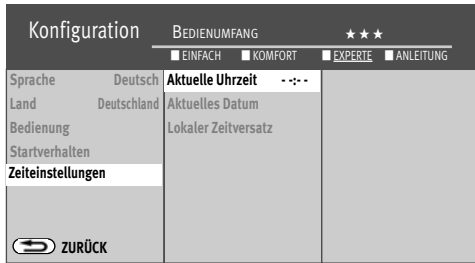 Konfiguration BEDIENUMFANG ★★★
EINFACH KOMFORT EXPERTE ANLEITUNG
Sprache Deutsch Aktuelle Uhrzeit --:--
Land Deutschland Aktuelles Datum
Bedienung Lokaler Zeitversatz
Startverhalten
Zeiteinstellungen
ZURÜCK